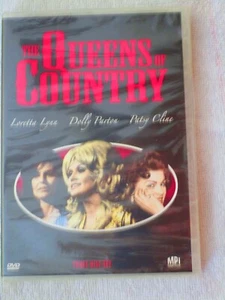 THE
QUEENS OF
COUNTRY
Loretta Lynn Dolly Parton Patsy Cline
DVD
MPI